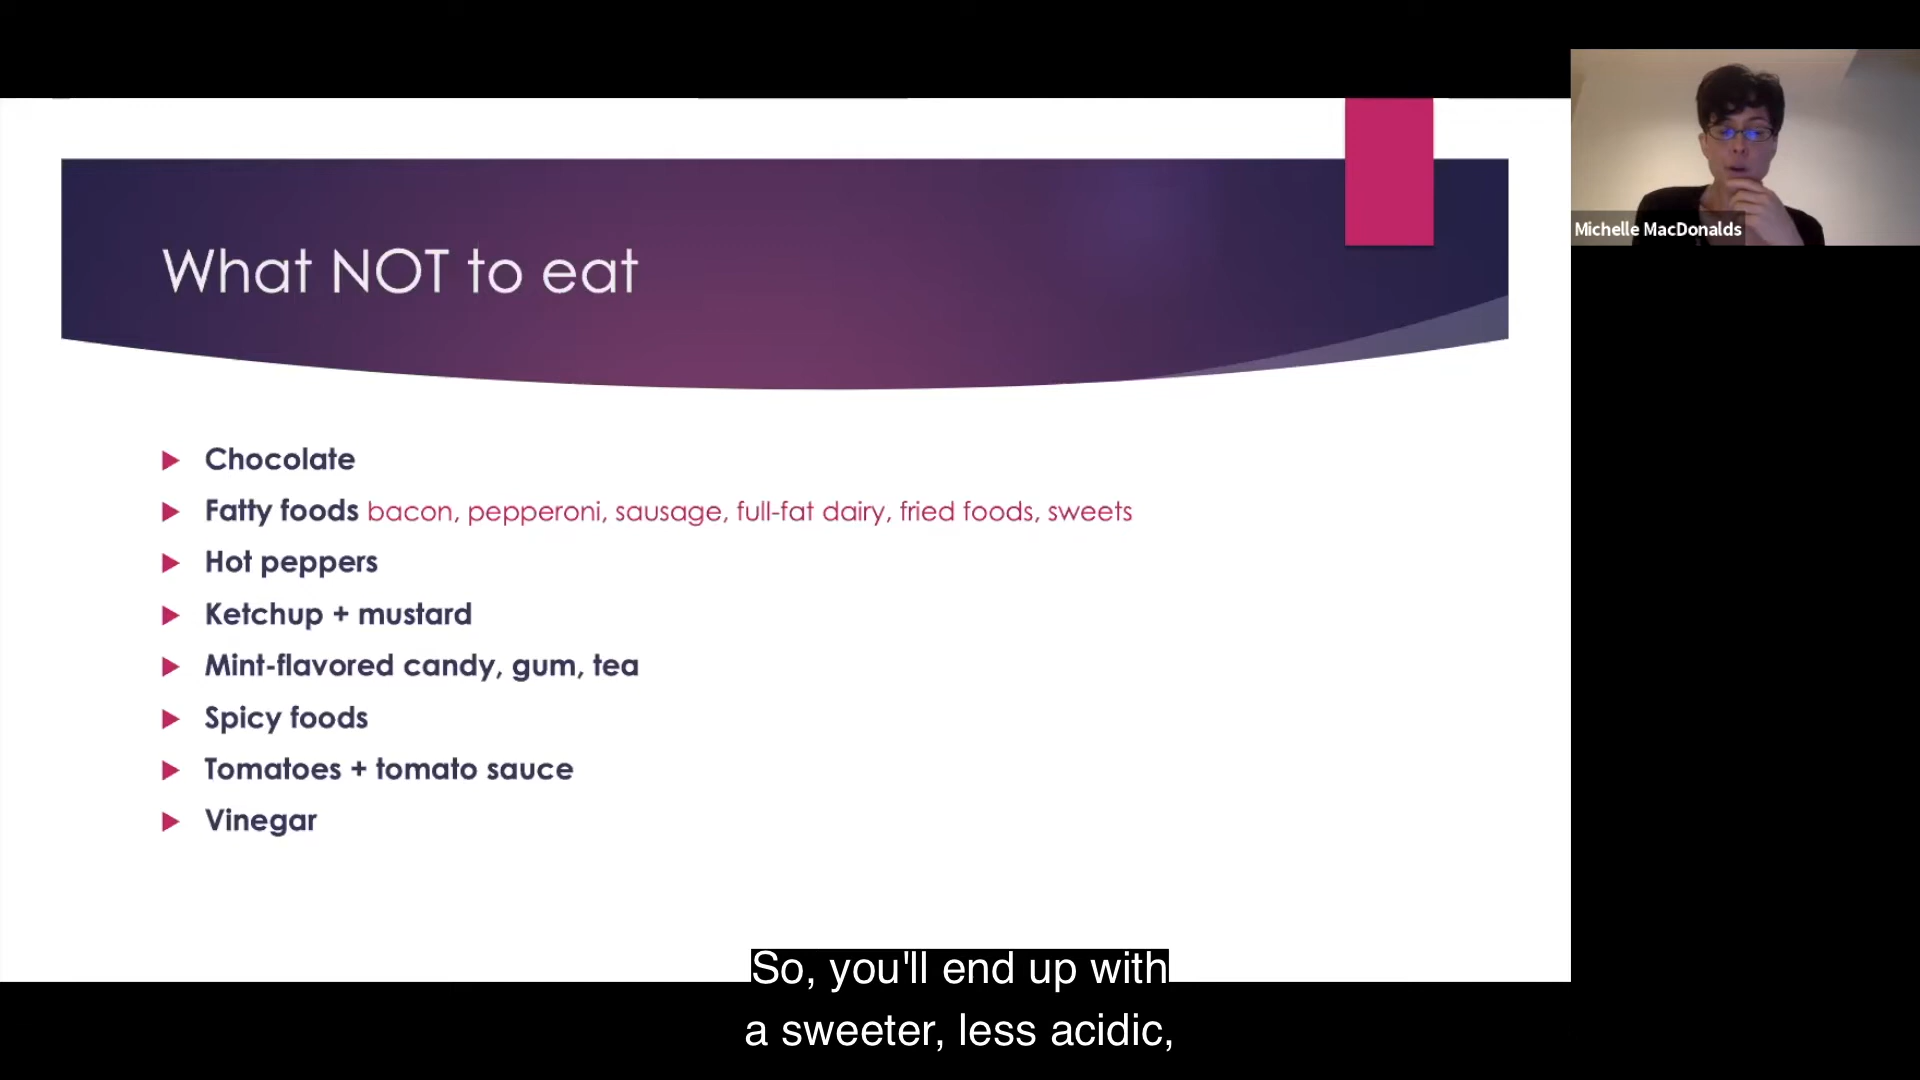 What NOT to eat
Michelle MacDonalds
Chocolate
Fatty foods bacon, pepperoni, sausage, full-fat dairy, fried foods, sweets
Hot peppers
Ketchup + mustard
Mint-flavored candy, gum, tea
Spicy foods
Tomatoes + tomato sauce
Vinegar
So, you'll end up with
a sweeter, less acidic,